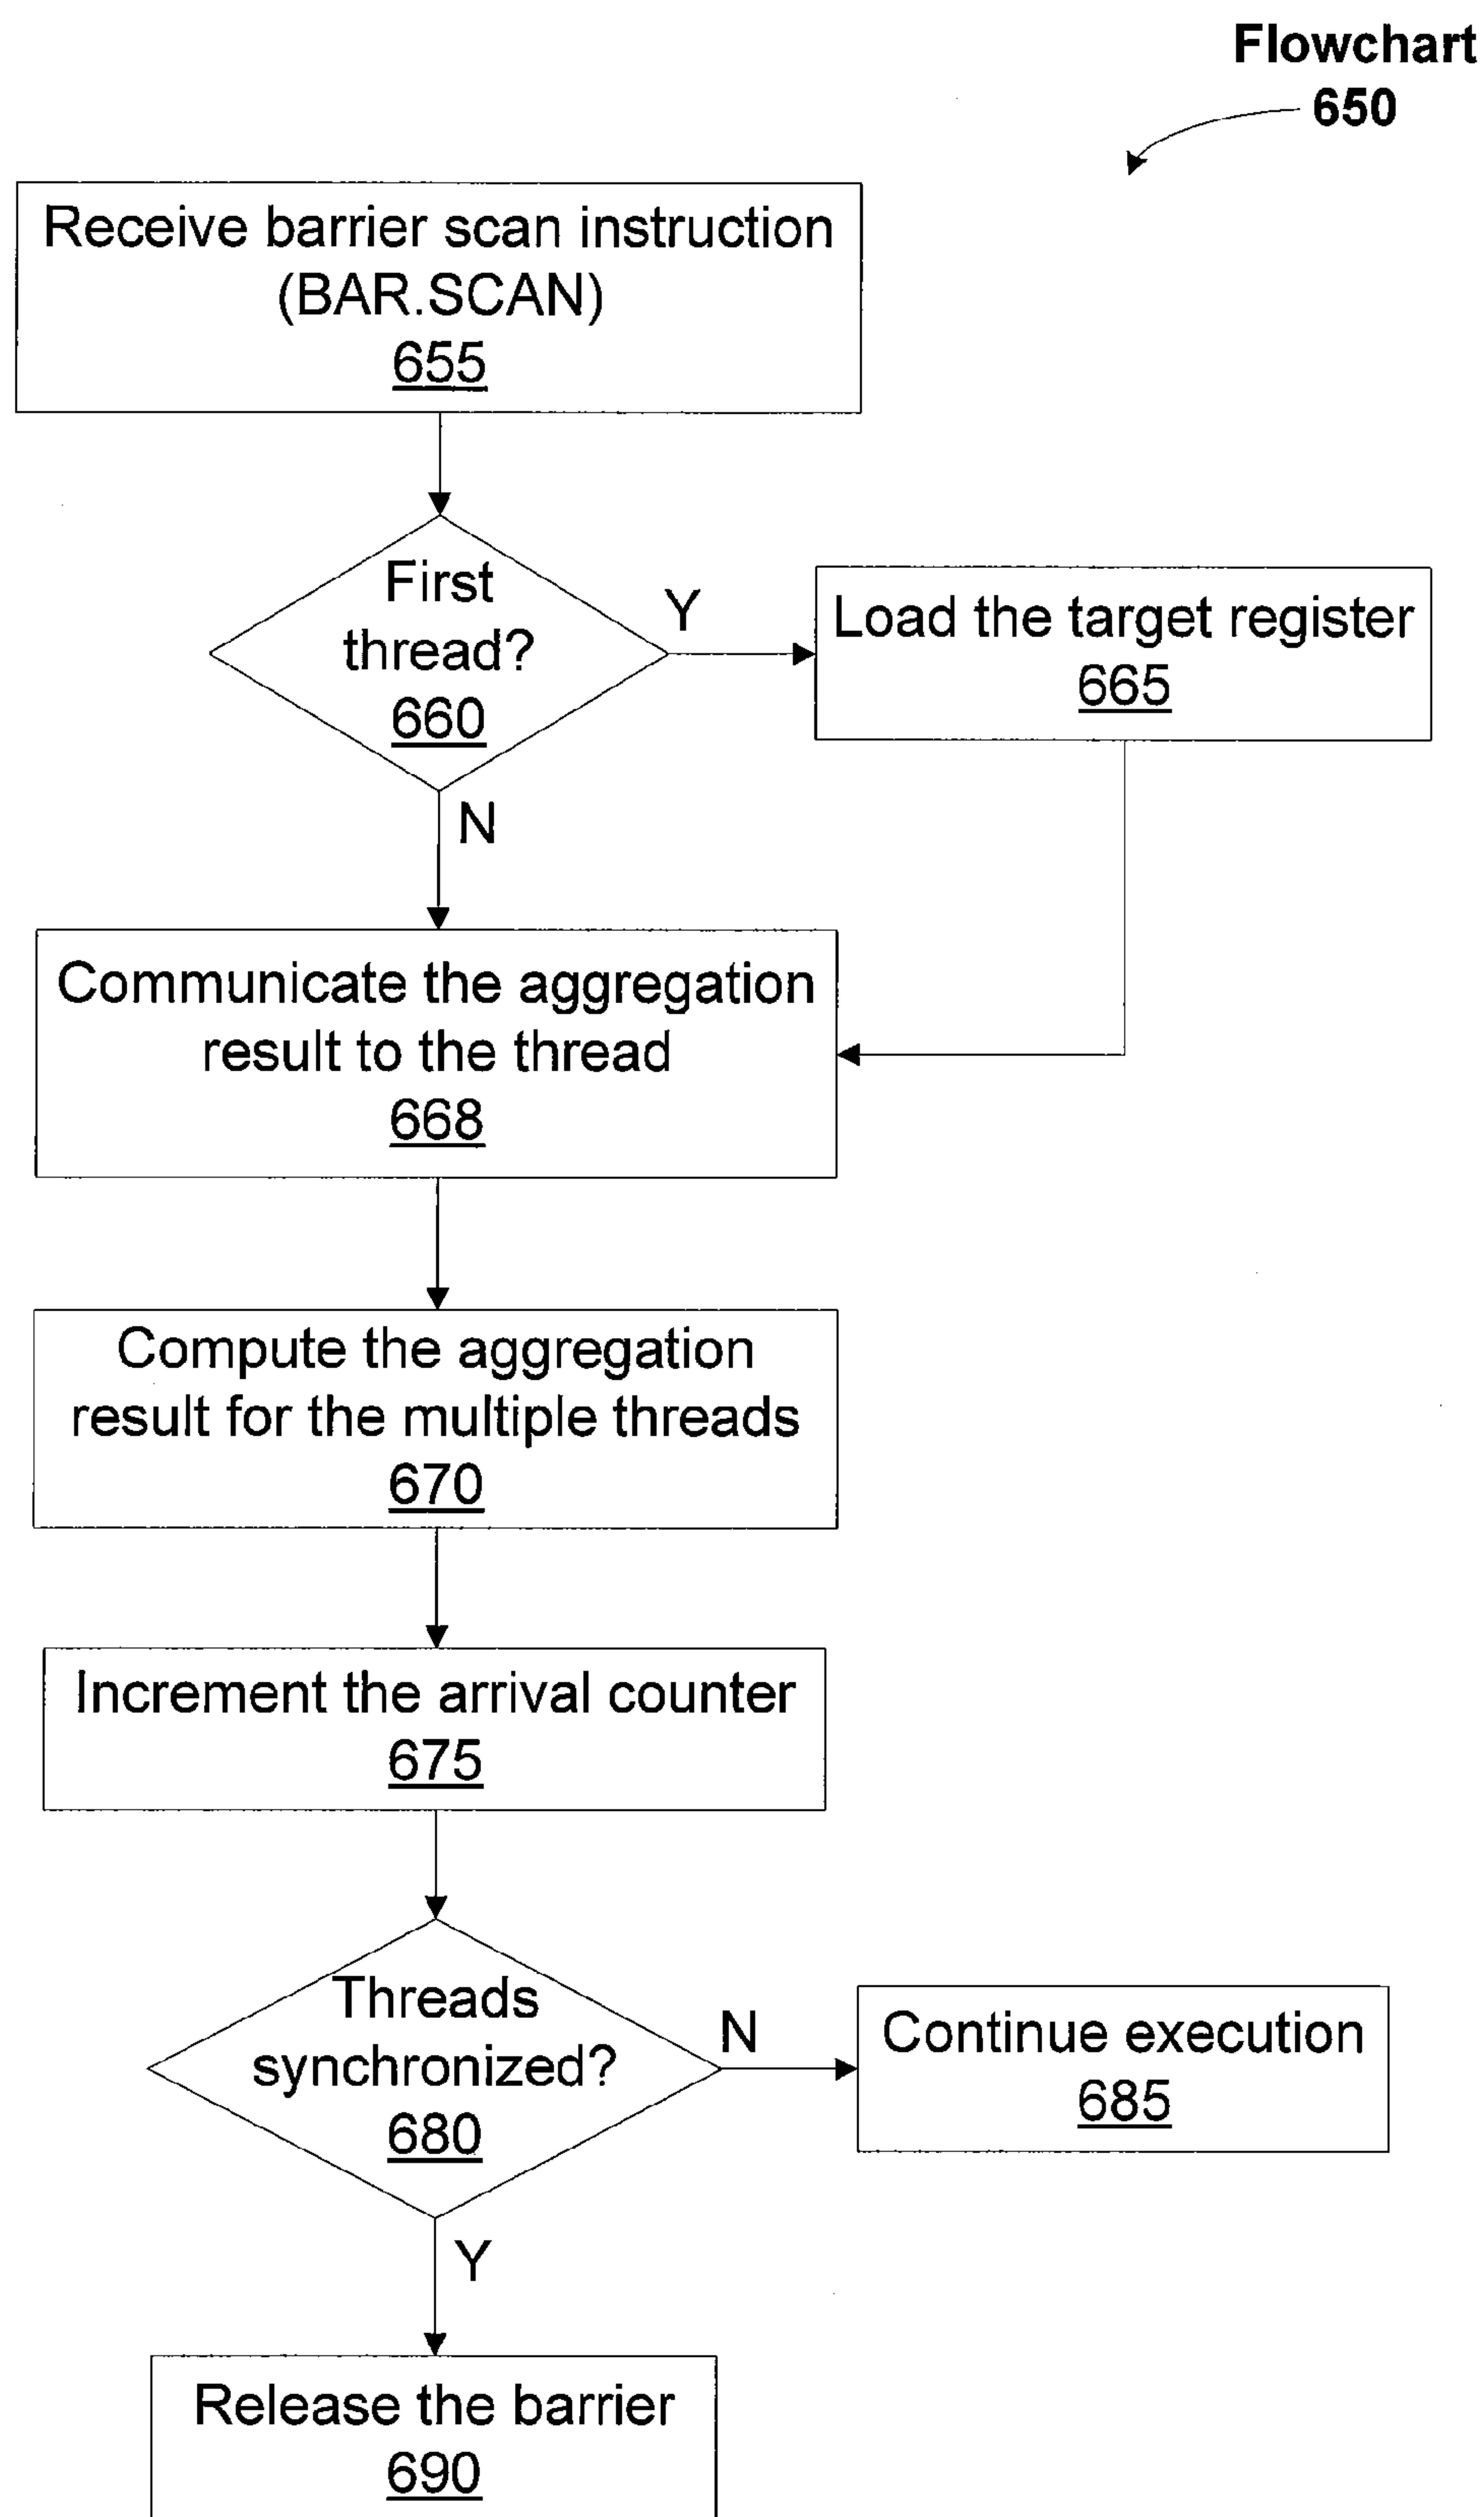 Flowchart
650
Receive barrier scan instruction
(BAR.SCAN)
655
First
thread?
660
Y
Load the target register
665
N
Communicate the aggregation
result to the thread
668
Compute the aggregation
result for the multiple threads
670
Increment the arrival counter
675
Threads
synchronized?
680
N
Continue execution
685
Y
Release the barrier
690